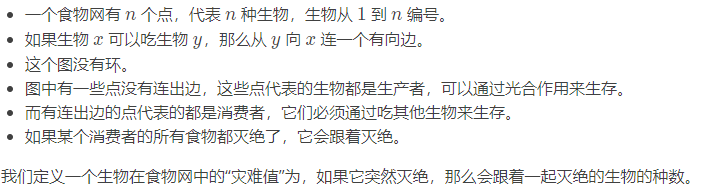 • 一个食物网有 n 个点，代表 n 种生物，生物从 1 到 n 编号。
• 如果生物 x 可以吃生物 y，那么从 y 向 x 连一个有向边。
• 这个图没有环。
• 图中有一些点没有连出边，这些点代表的生物都是生产者，可以通过光合作用来生存。
• 而有连出边的点代表的都是消费者，它们必须通过吃其他生物来生存。
• 如果某个消费者的所有食物都灭绝了，它会跟着灭绝。
我们定义一个生物在食物网中的“灾难值”为，如果它突然灭绝，那么会跟着一起灭绝的生物的种数。